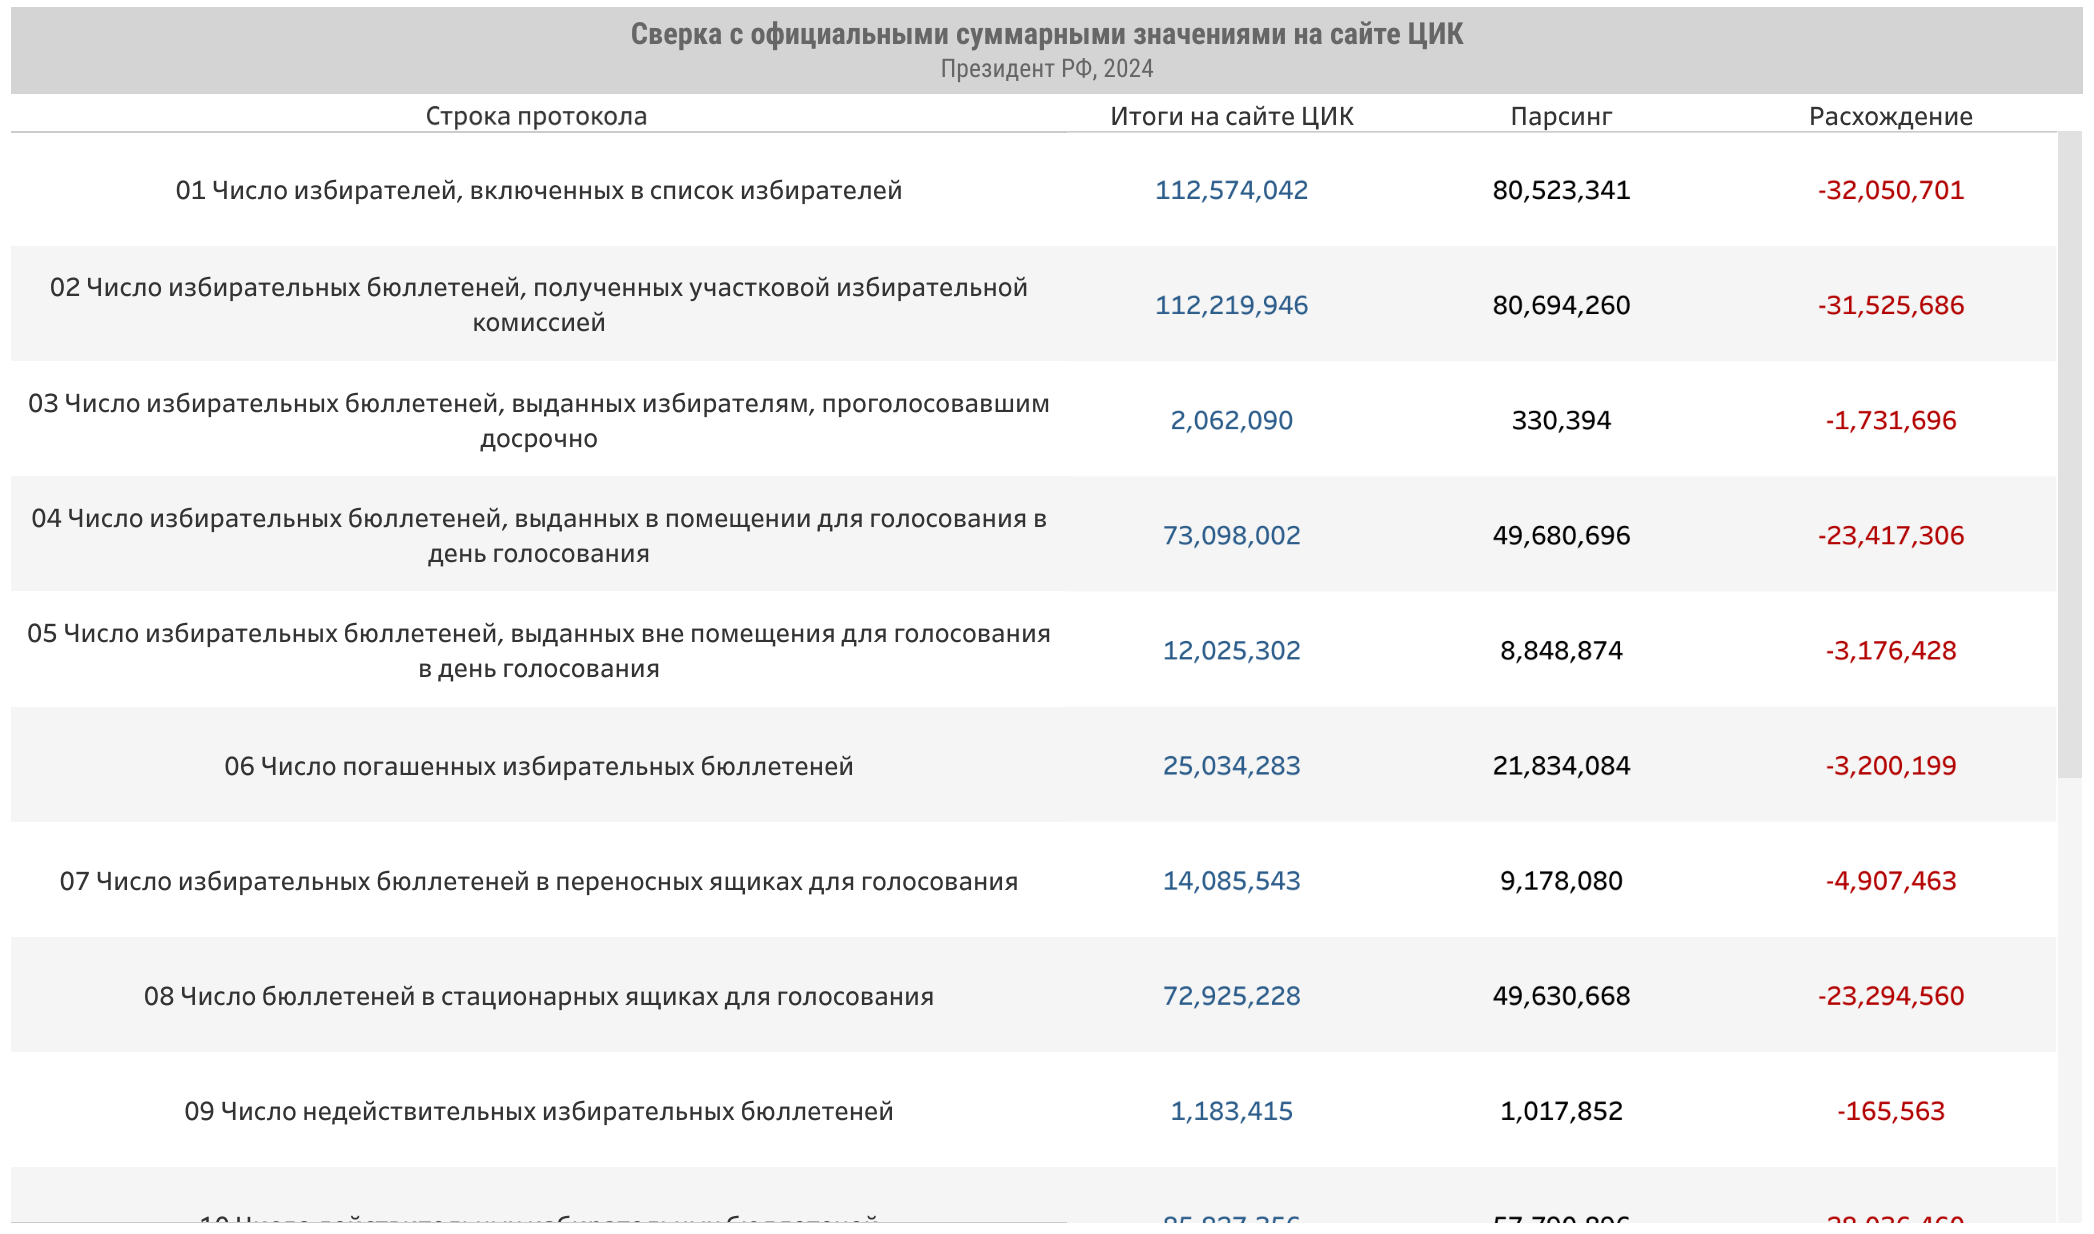 Сверка с официальными суммарными значениями на сайте ЦИК
Президент РФ, 2024
Строка протокола Итоги на сайте ЦИК Парсинг Расхождение
01 Число избирателей, включенных в список избирателей 112,574,042 80,523,341 -32,050,701
02 Число избирательных бюллетеней, полученных участковой избирательной
комиссией 112,219,946 80,694,260 -31,525,686
03 Число избирательных бюллетеней, выданных избирателям, проголосовавшим
досрочно 2,062,090 330,394 -1,731,696
04 Число избирательных бюллетеней, выданных в помещении для голосования в
день голосования 73,098,002 49,680,696 -23,417,306
05 Число избирательных бюллетеней, выданных вне помещения для голосования
в день голосования 12,025,302 8,848,874 -3,176,428
06 Число погашенных избирательных бюллетеней 25,034,283 21,834,084 -3,200,199
07 Число избирательных бюллетеней в переносных ящиках для голосования 14,085,543 9,178,080 -4,907,463
08 Число бюллетеней в стационарных ящиках для голосования 72,925,228 49,630,668 -23,294,560
09 Число недействительных избирательных бюллетеней 1,183,415 1,017,852 -165,563
10 Число действительных избирательных бюллетеней